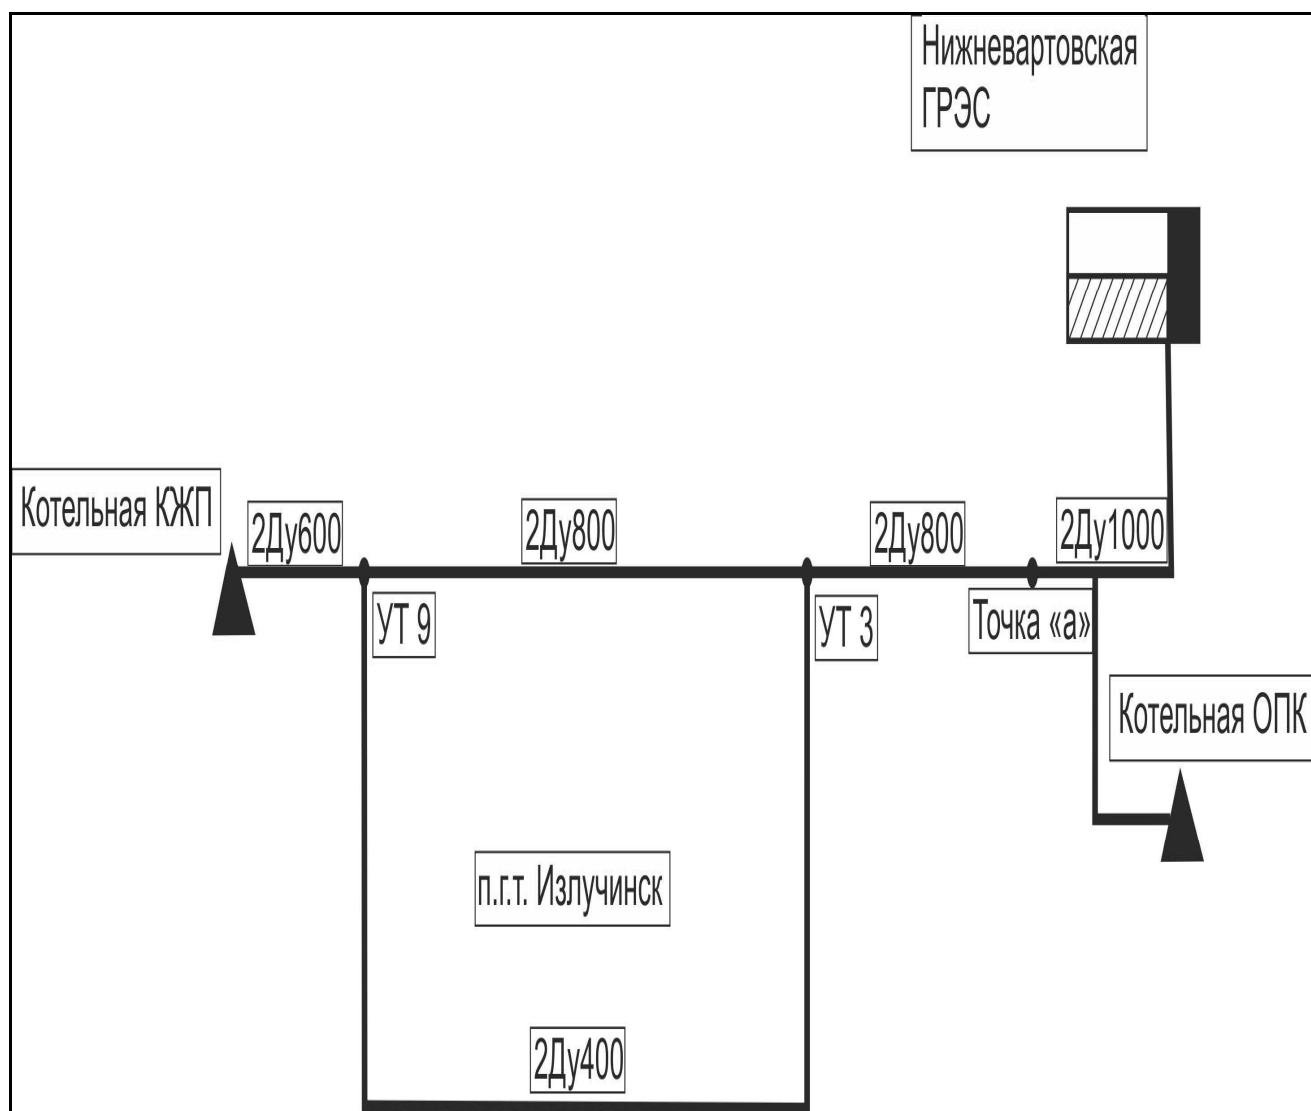 Нижневартовская
ГРЭС
Котельная КЖП
2Ду600
2Ду800
2Ду800
2Ду1000
УТ 9
УТ 3
Точка «а»
Котельная ОПК
п.г.т. Излучинск
2Ду400